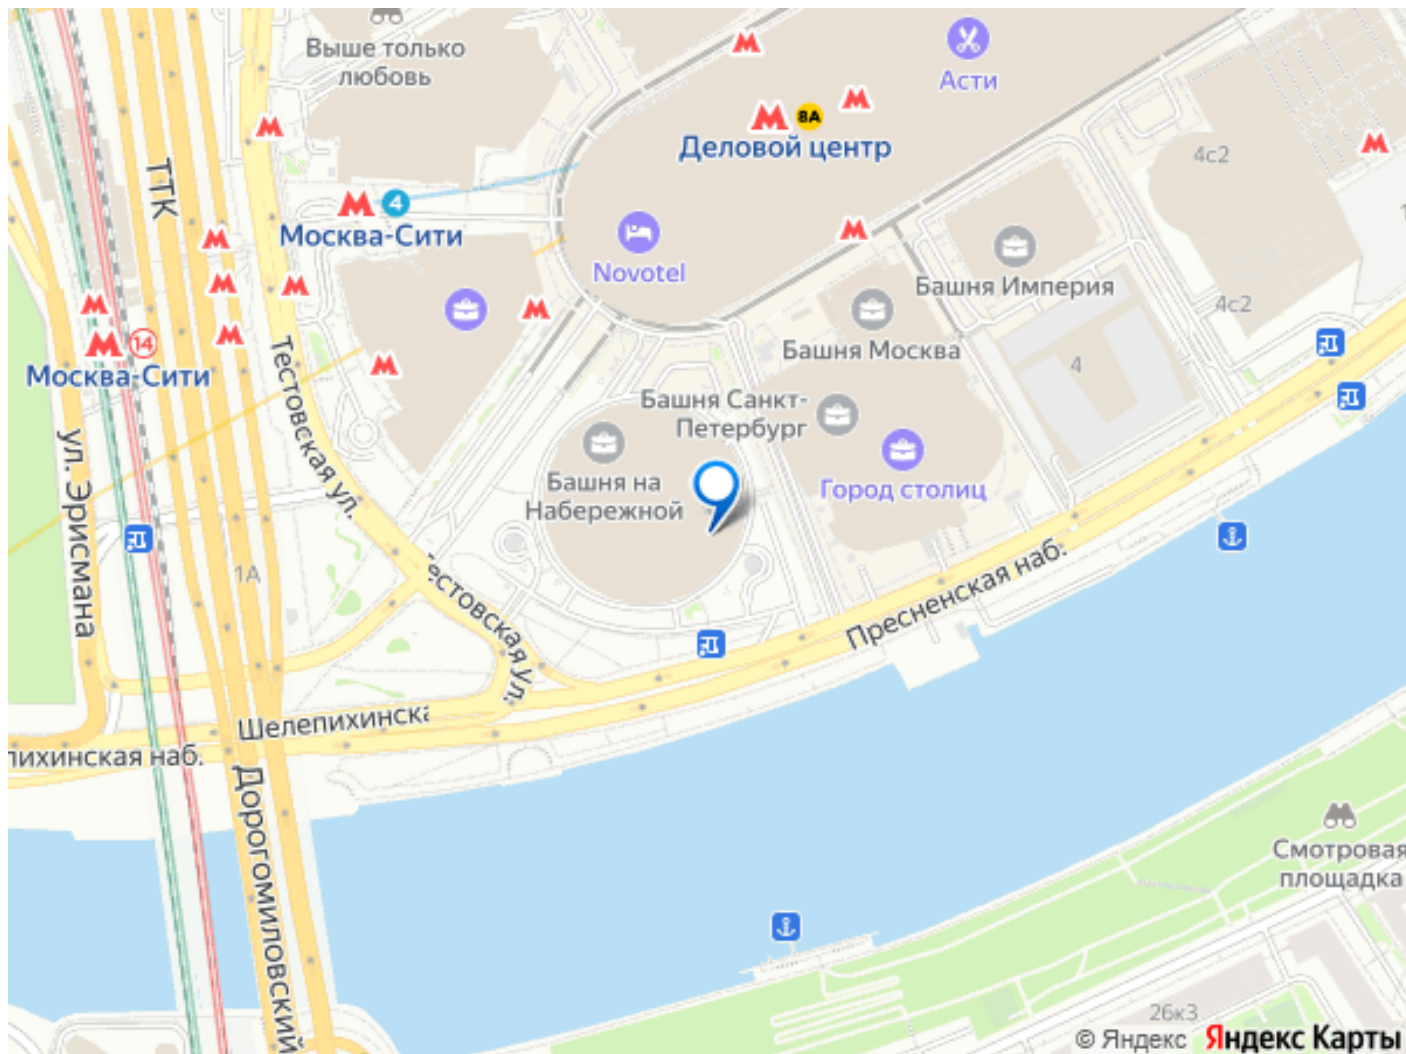 Выше только
любовь
Асти
8А
Деловой центр
4с2
ТТК
4
Москва-Сити
Novotel
Башня Империя
4с2
14
Москва-Сити
Башня Москва
4
Тестовская ул.
Башня Санкт-
Петербург
ул. Эрисмана
Башня на
Набережной
Город столиц
1А
Тестовская ул.
Пресненская наб.
Шелепихинска
пихинская наб.
Дорогомиловский
Смотровая
площадка
26к3
© Яндекс Яндекс Карты